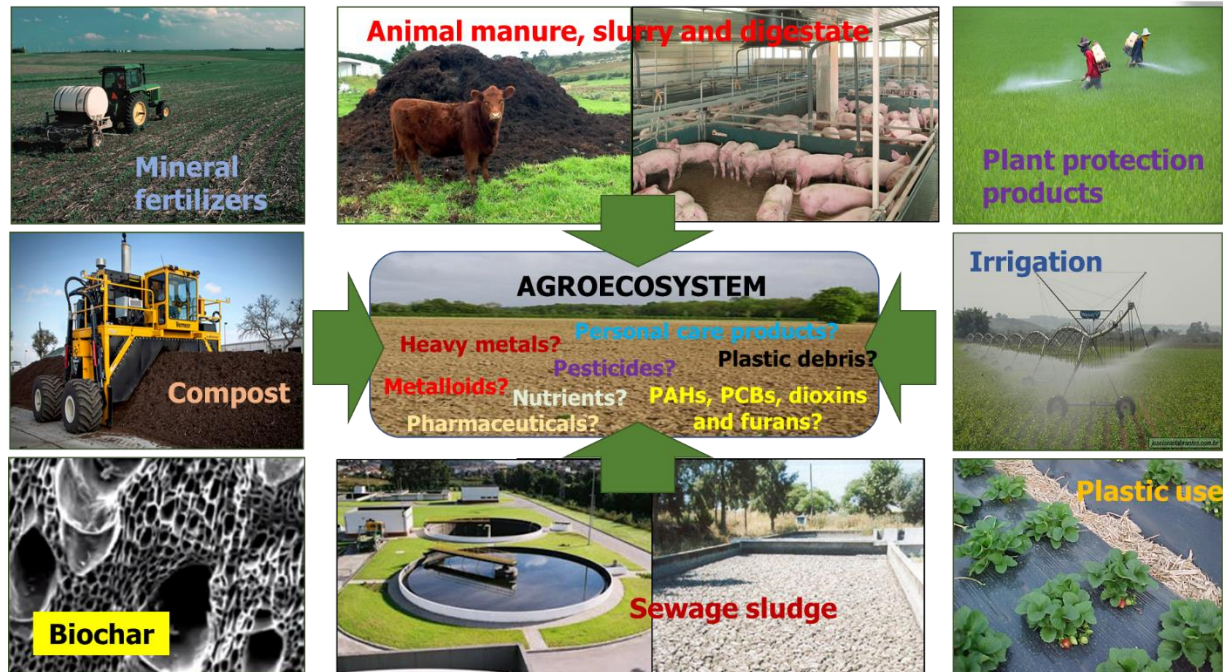 Animal manure, slurry and digestate
Mineral
fertilizers
Plant protection
products
Compost
AGROECOSYSTEM
Personal care products?
Heavy metals?
Plastic debris?
Pesticides?
Metalloids?
Nutrients?
PAHs, PCBs, dioxins
and furans?
Pharmaceuticals?
Irrigation
Biochar
Sewage sludge
Plastic use